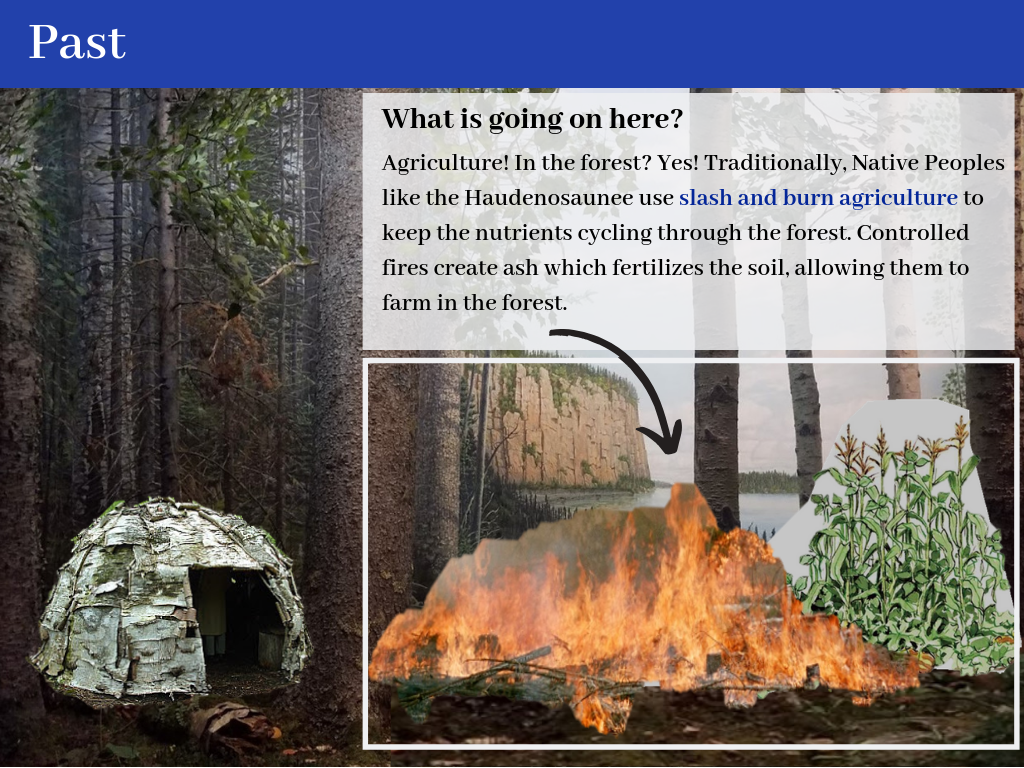 Past
What is going on here?
Agriculture! In the forest? Yes! Traditionally, Native Peoples
like the Haudenosaunee use slash and burn agriculture to
keep the nutrients cycling through the forest. Controlled
fires create ash which fertilizes the soil, allowing them to
farm in the forest.